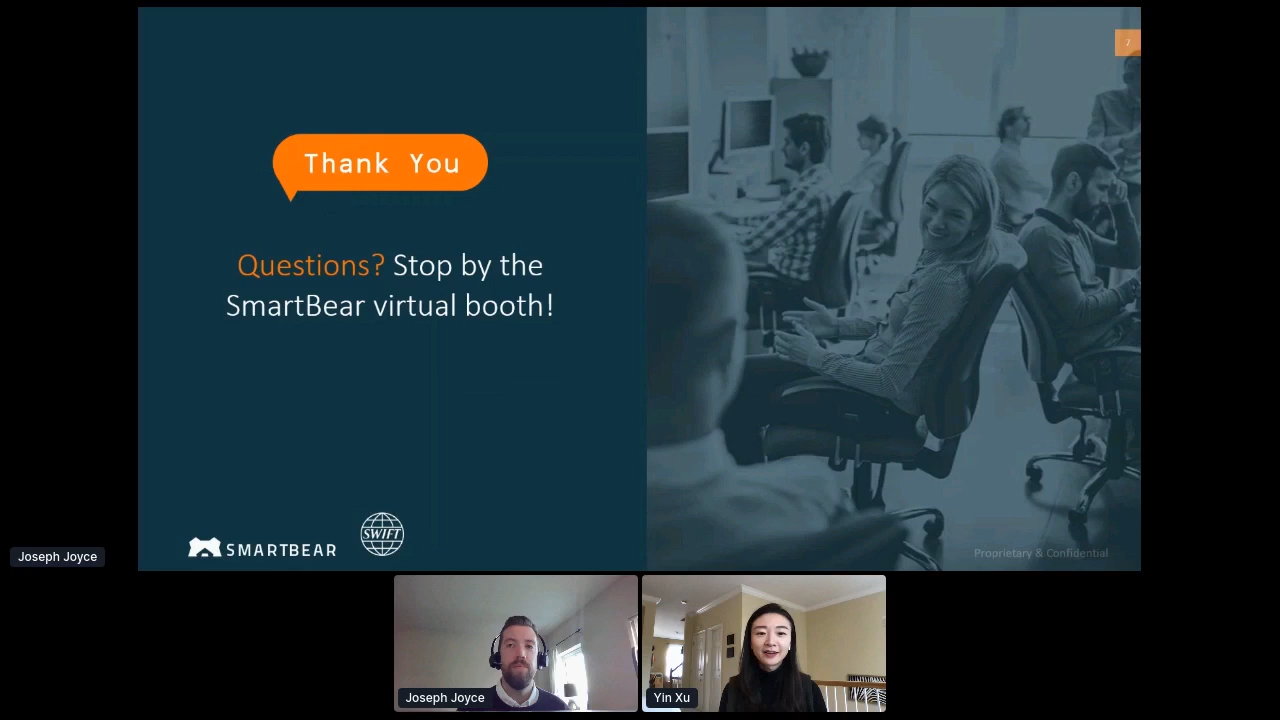 7
Thank You
Questions? Stop by the
SmartBear virtual booth!
SMARTBEAR
SWIFT
Proprietary & Confidential
Joseph Joyce
Joseph Joyce
Yin Xu